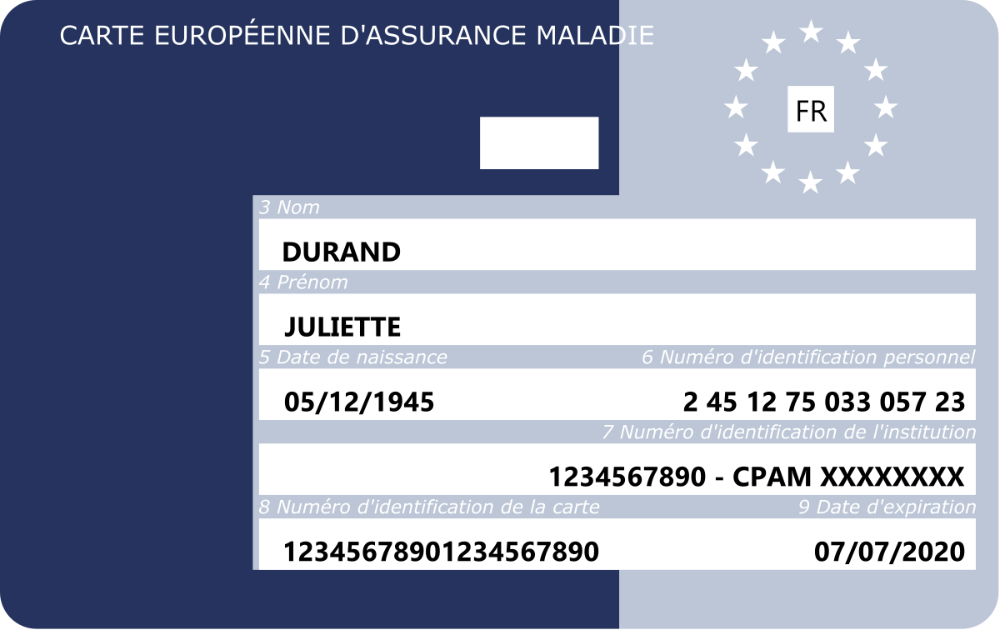 CARTE EUROPÉENNE D'ASSURANCE MALADIE
FR
3 Nom
DURAND
4 Prénom
JULIETTE
5 Date de naissance 6 Numéro d'identification personnel
05/12/1945 2 45 12 75 033 057 23
7 Numéro d'identification de l'institution
1234567890 - CPAM XXXXXXXX
8 Numéro d'identification de la carte 9 Date d'expiration
12345678901234567890 07/07/2020